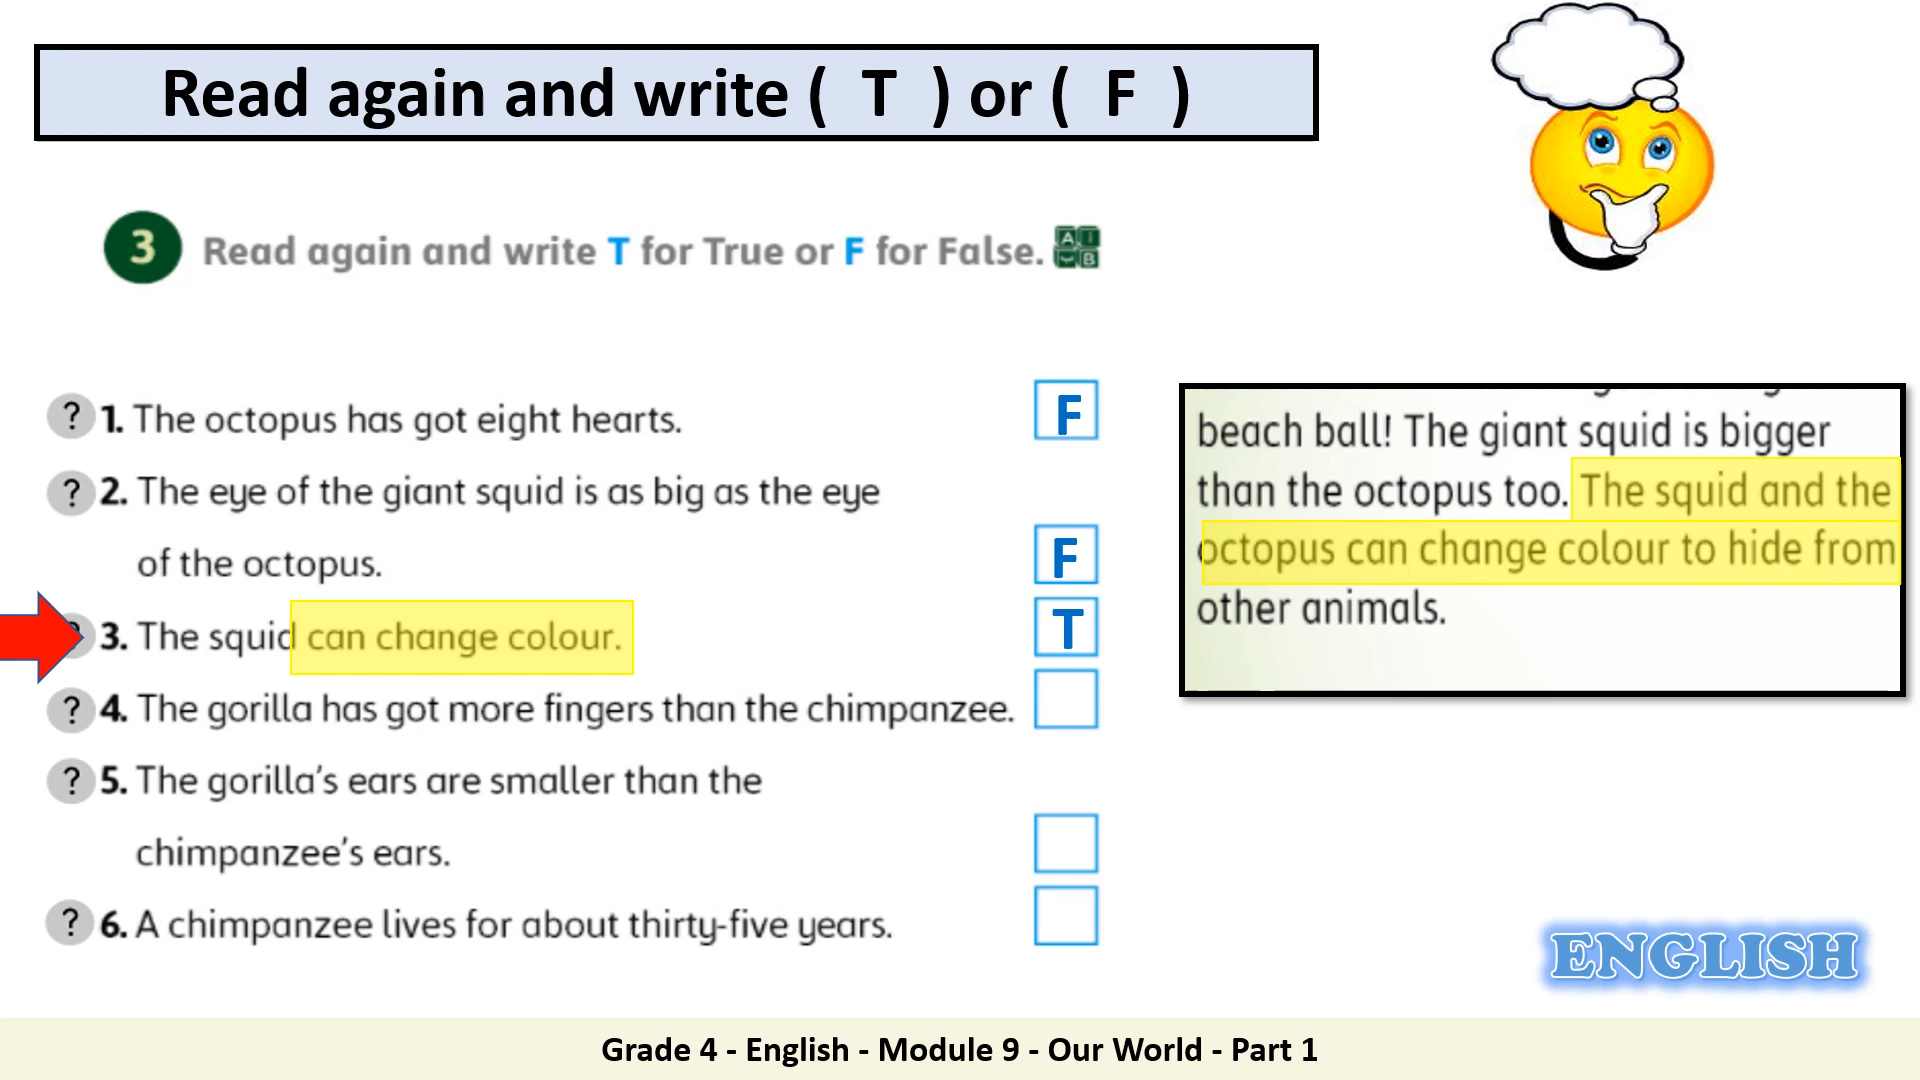 Read again and write ( T ) or ( F )
3 Read again and write T for True or F for False.
? 1. The octopus has got eight hearts. F
? 2. The eye of the giant squid is as big as the eye
of the octopus. F
3. The squid can change colour. T
? 4. The gorilla has got more fingers than the chimpanzee.
? 5. The gorilla's ears are smaller than the
chimpanzee's ears.
? 6. A chimpanzee lives for about thirty-five years.
beach ball! The giant squid is bigger
than the octopus too. The squid and the
octopus can change colour to hide from
other animals.
ENGLISH
Grade 4 - English - Module 9 - Our World - Part 1